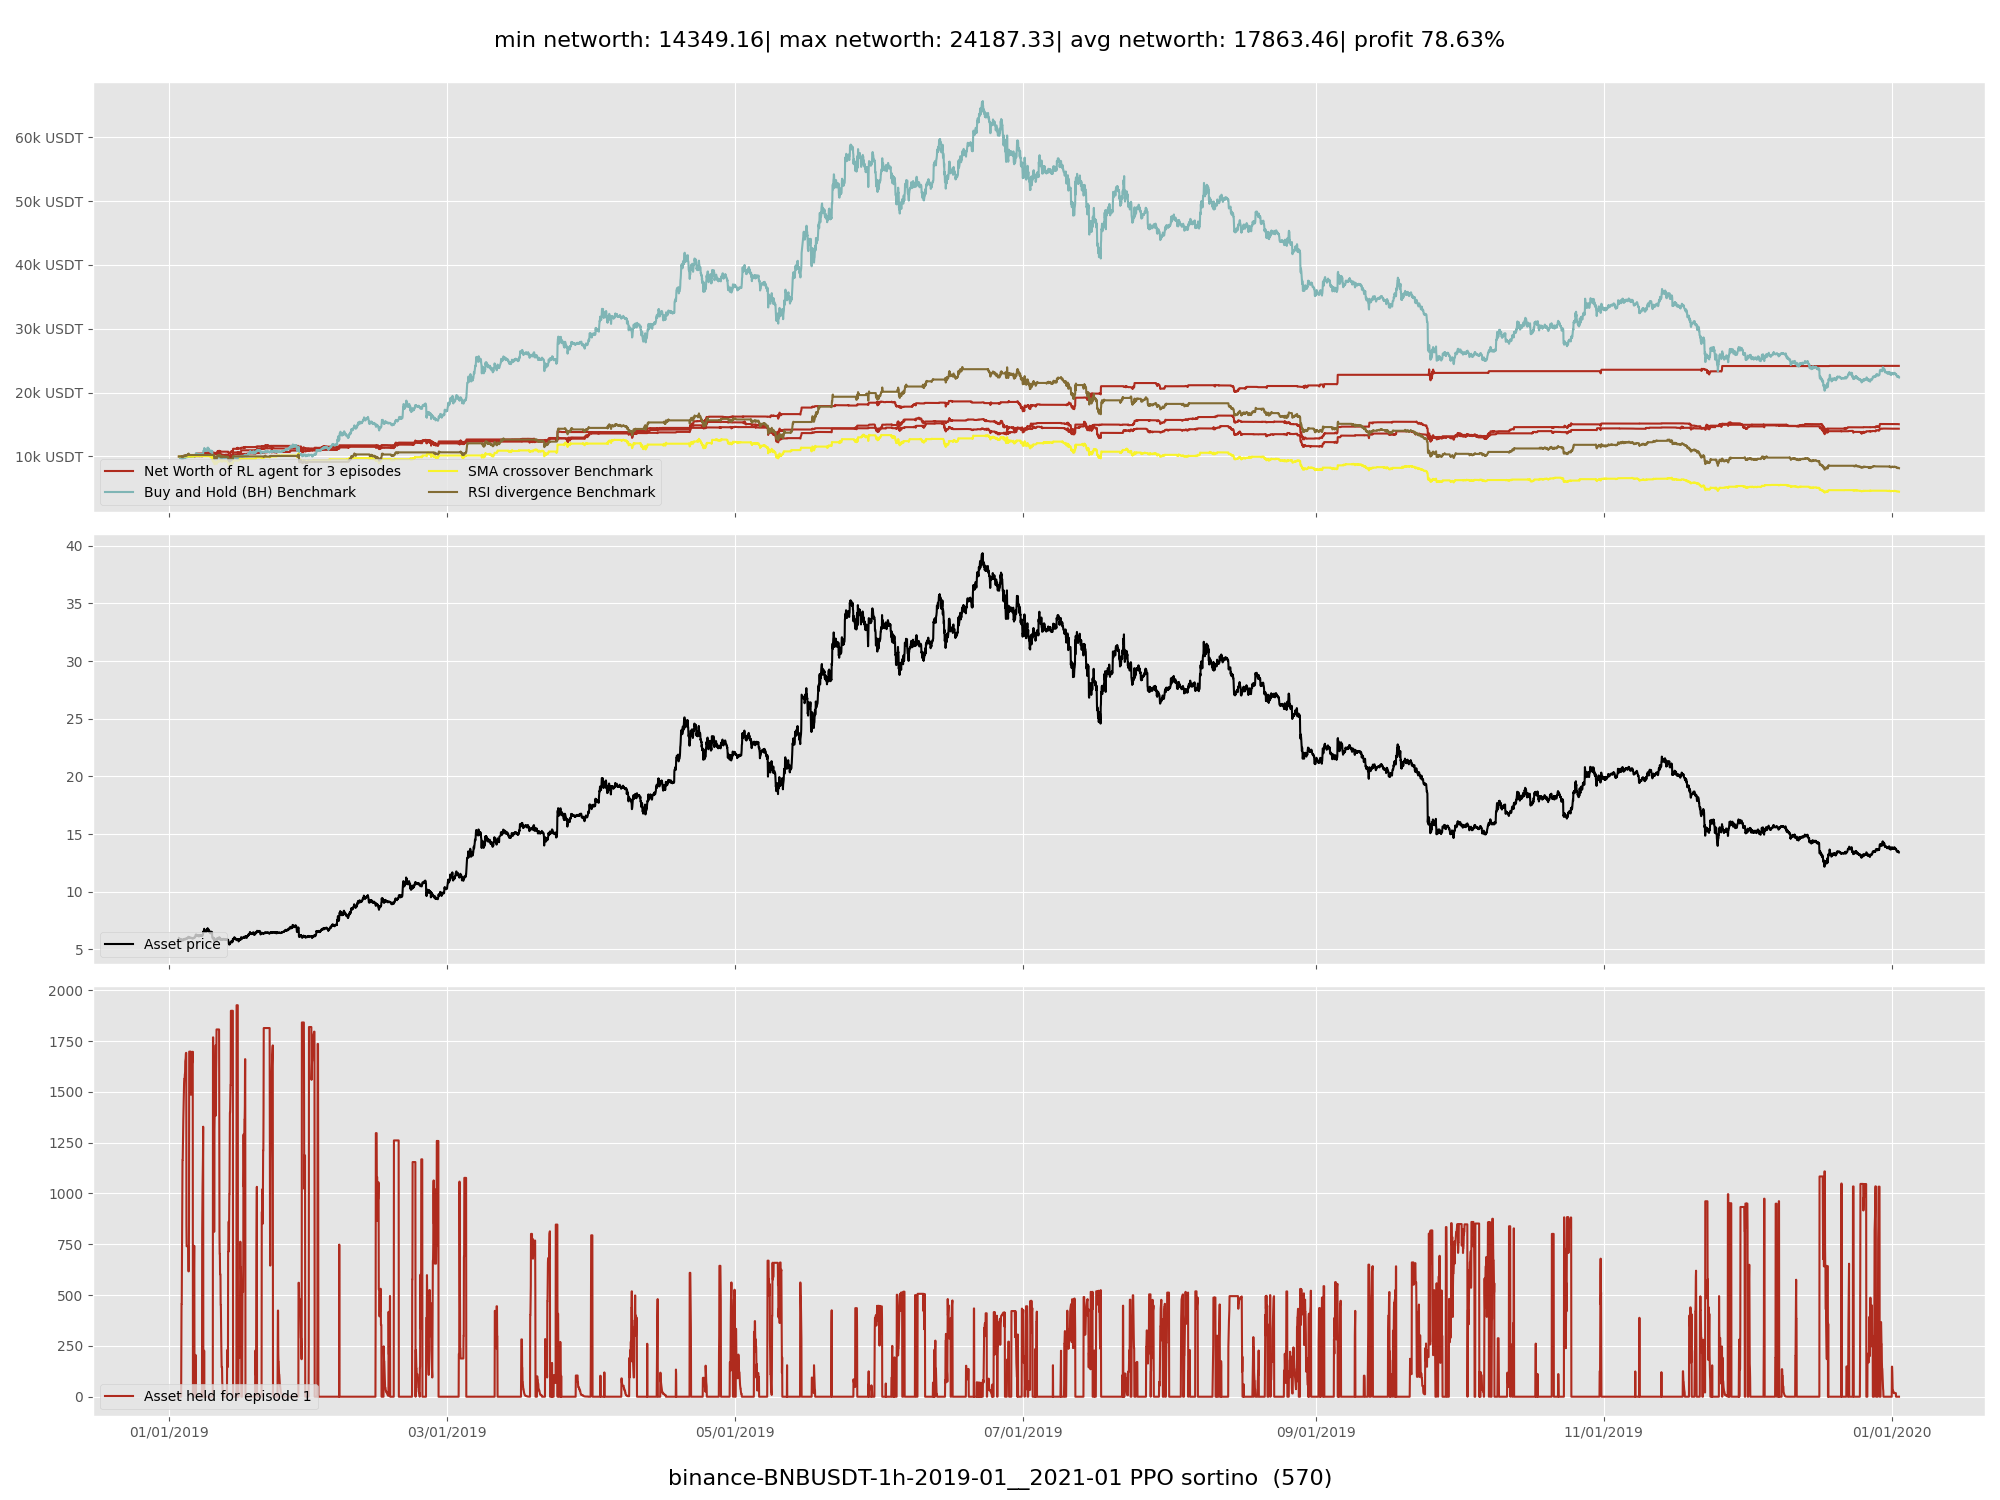 min networth: 14349.16| max networth: 24187.33| avg networth: 17863.46| profit 78.63%
60k USDT
50k USDT
40k USDT
30k USDT
20k USDT
10k USDT
Net Worth of RL agent for 3 episodes
Buy and Hold (BH) Benchmark
SMA crossover Benchmark
RSI divergence Benchmark
40
35
30
25
20
15
10
5
Asset price
2000
1750
1500
1250
1000
750
500
250
0
Asset held for episode 1
01/01/2019
03/01/2019
05/01/2019
07/01/2019
09/01/2019
11/01/2019
01/01/2020
binance-BNBUSDT-1h-2019-01__2021-01 PPO sortino  (570)